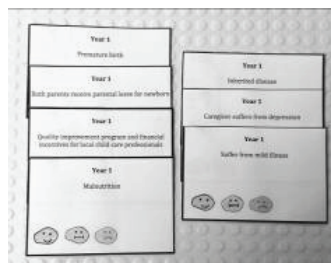 Year 1
Premature birth
Year 1
Both parents receive parental leave for newborn
Year 1
Quality improvement program and financial
incentives for local child care professionals
Year 1
Malnutrition
Year 1
Inherited disease
Year 1
Caregiver suffers from depression
Year 1
Suffer from mild illness